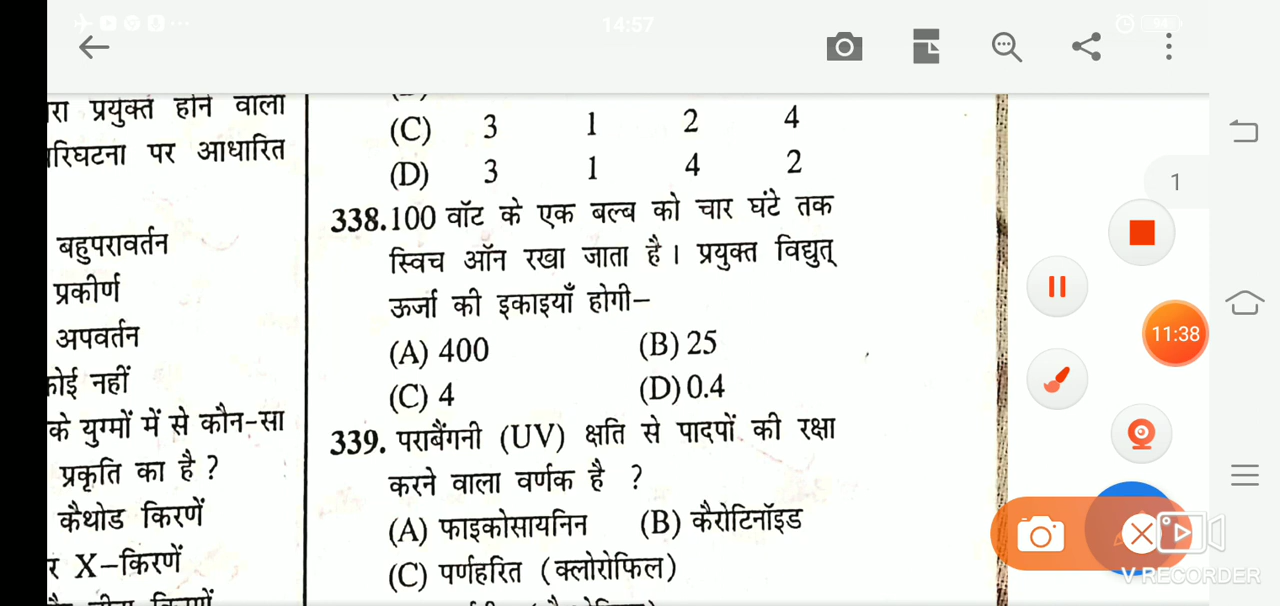 14:57
94
1
रा प्रयुक्त होने वाला
रिघटना पर आधारित
बहुपरावर्तन
प्रकीर्ण
अपवर्तन
कोई नहीं
के युग्मों में से कौन-सा
प्रकृति का है ?
कैथोड किरणें
र X-किरणें
(C) 3 1 2 4
(D) 3 1 4 2
338. 100 वॉट के एक बल्ब को चार घंटे तक
स्विच ऑन रखा जाता है। प्रयुक्त विद्युत्
ऊर्जा की इकाइयाँ होगी–
(A) 400 (B) 25
(C) 4 (D) 0.4
339. पराबैंगनी (UV) क्षति से पादपों की रक्षा
करने वाला वर्णक है ?
(A) फाइकोसायनिन (B) कैरोटिनॉइड
(C) पर्णहरित (क्लोरोफिल)
11:38
V RECORDER